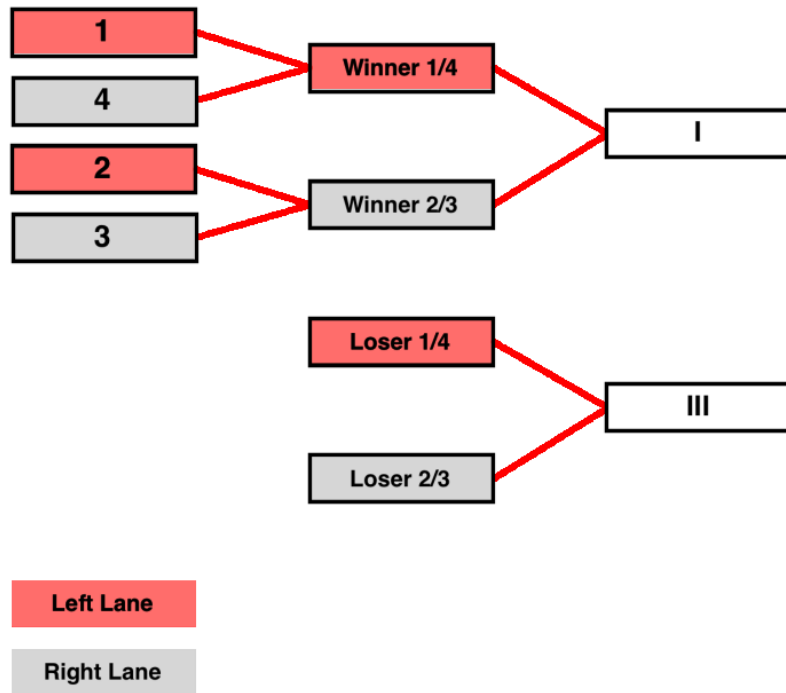 1
4
2
3
Winner 1/4
Winner 2/3
I
Loser 1/4
Loser 2/3
III
Left Lane
Right Lane